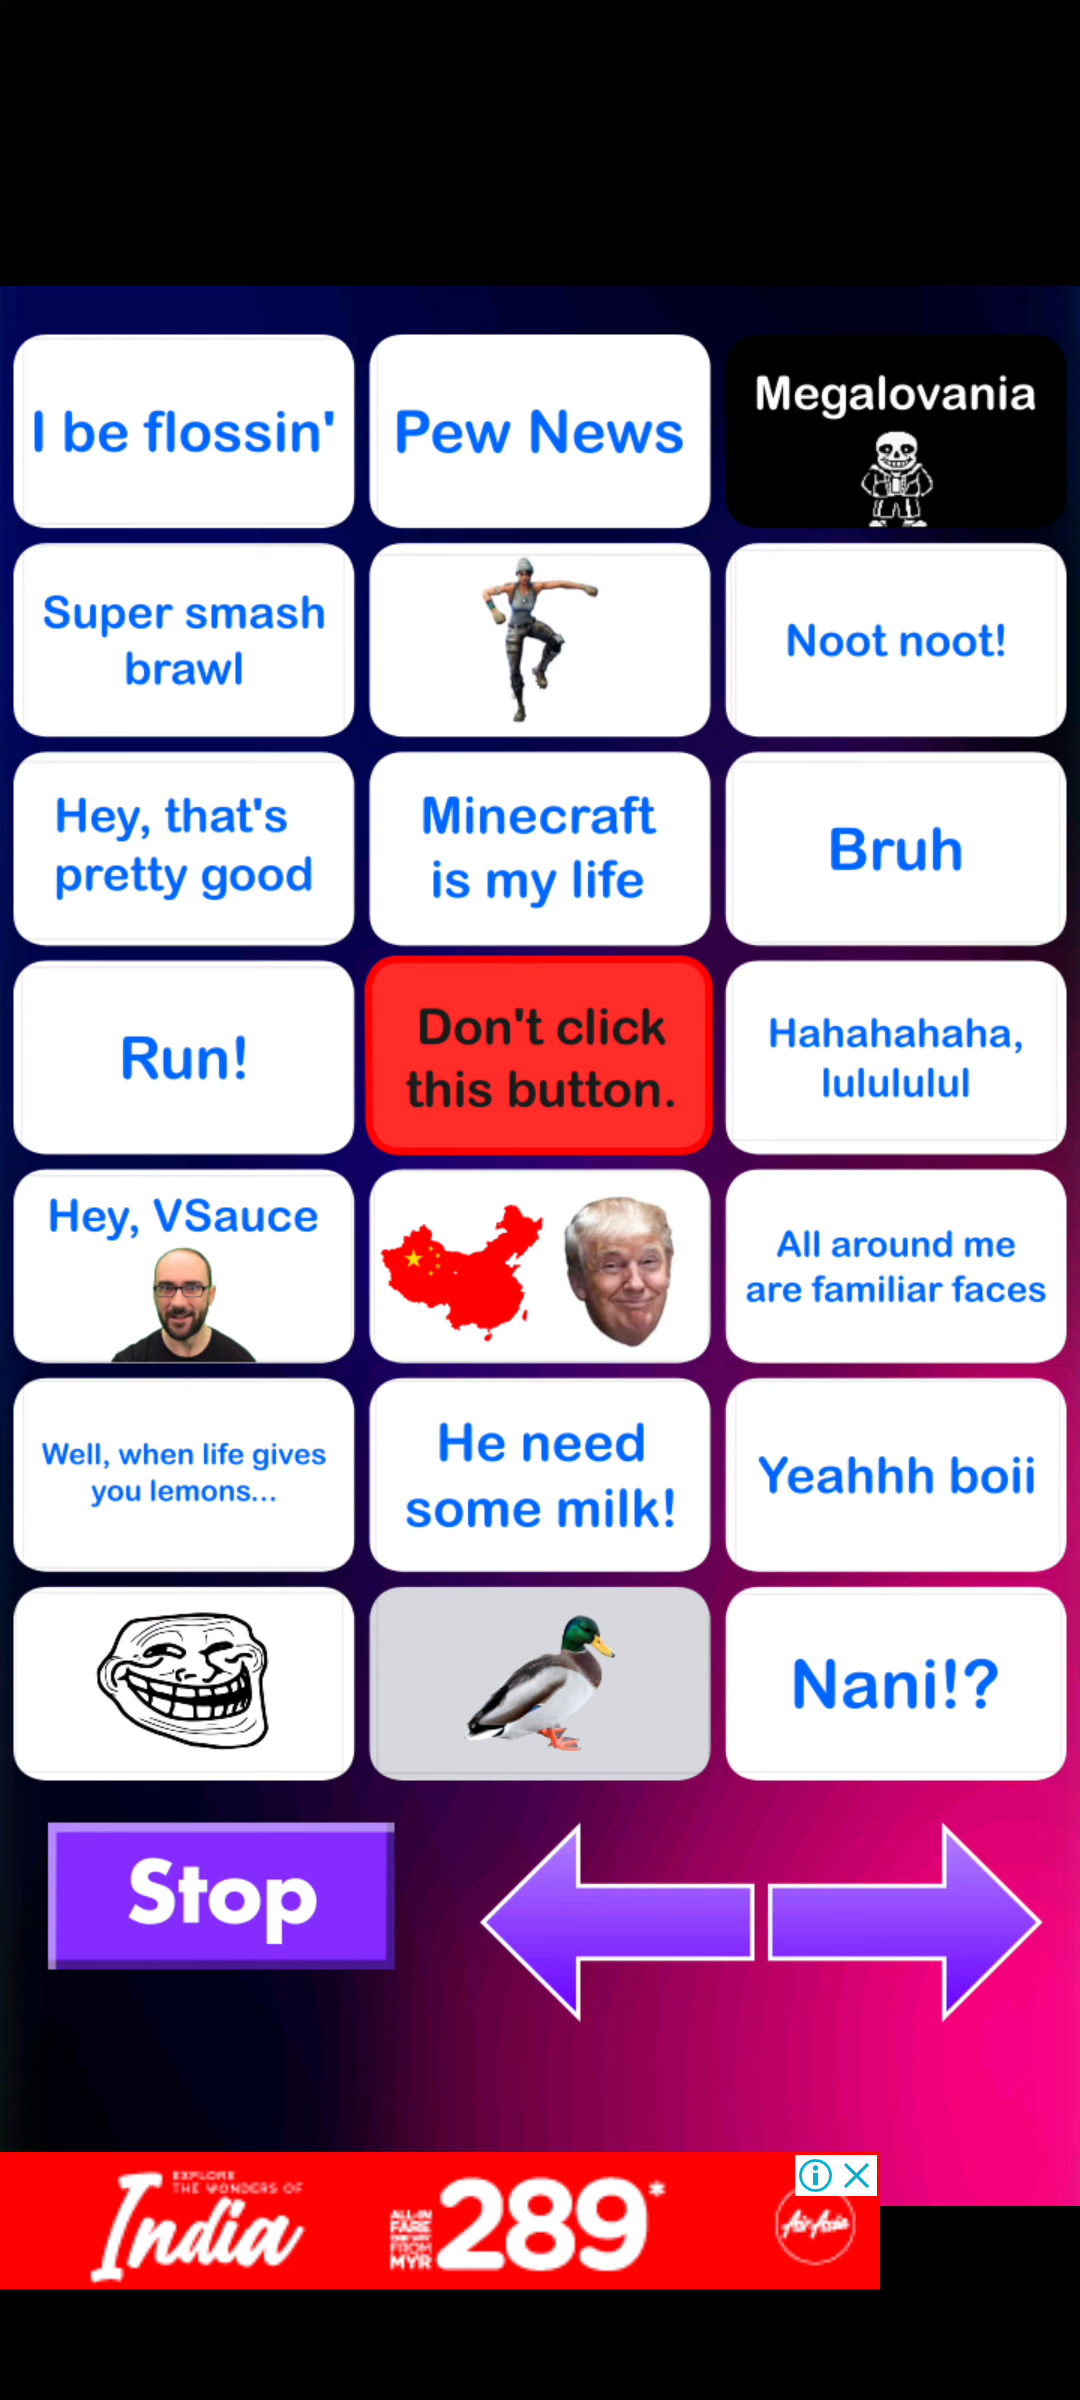 I be flossin'
Pew News
Megalovania
Super smash
brawl
Noot noot!
Hey, that's
pretty good
Minecraft
is my life
Bruh
Run!
Don't click
this button.
Hahahahaha,
lulululul
Hey, VSauce
All around me
are familiar faces
Well, when life gives
you lemons...
He need
some milk!
Yeahhh boii
Nani!?
Stop
EXPLORE
THE WONDERS OF
India
ALL-IN
FARE
ONE-WAY
FROM
MYR
289*
AirAsia